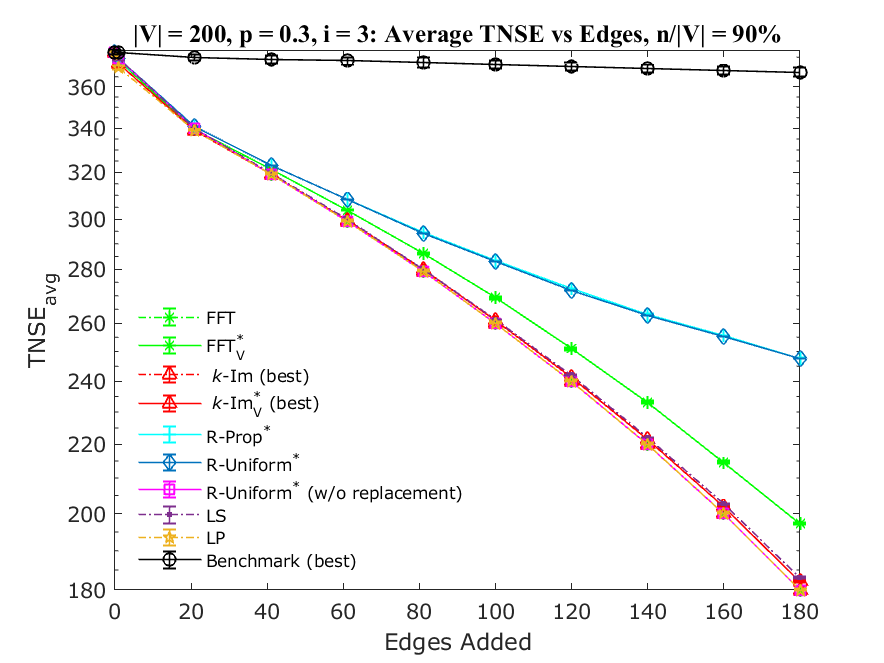 |V| = 200, p = 0.3, i = 3: Average TNSE vs Edges, n/|V| = 90%
360
340
320
300
280
260
240
220
200
180
TNSE_avg
FFT
FFT*_V
k-Im (best)
k-Im*_V (best)
R-Prop*
R-Uniform*
R-Uniform* (w/o replacement)
LS
LP
Benchmark (best)
0 20 40 60 80 100 120 140 160 180
Edges Added